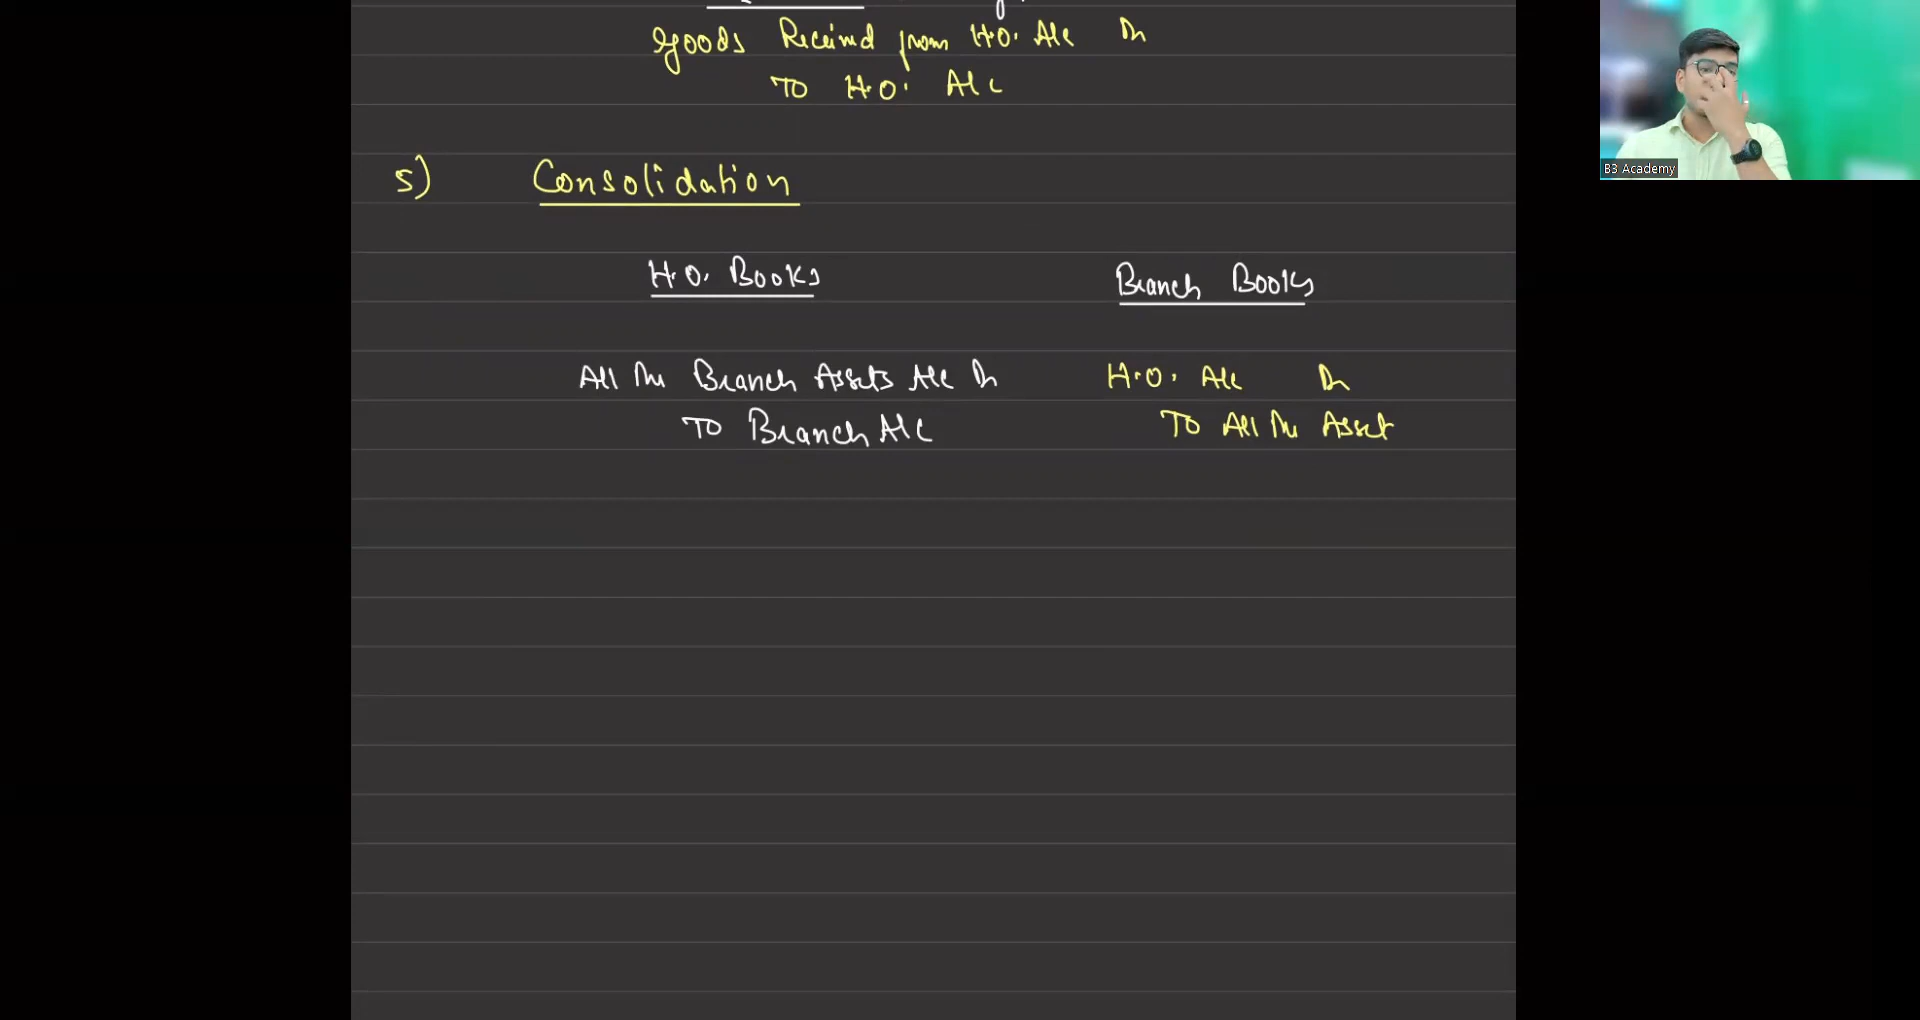 Goods Received from H.O. A/c Dr
To H.O. A/c
B3 Academy
5) Consolidation
H.O. Books
Branch Books
All the Branch Assets A/c Dr
To Branch A/c
H.O. A/c Dr
To All the Asset